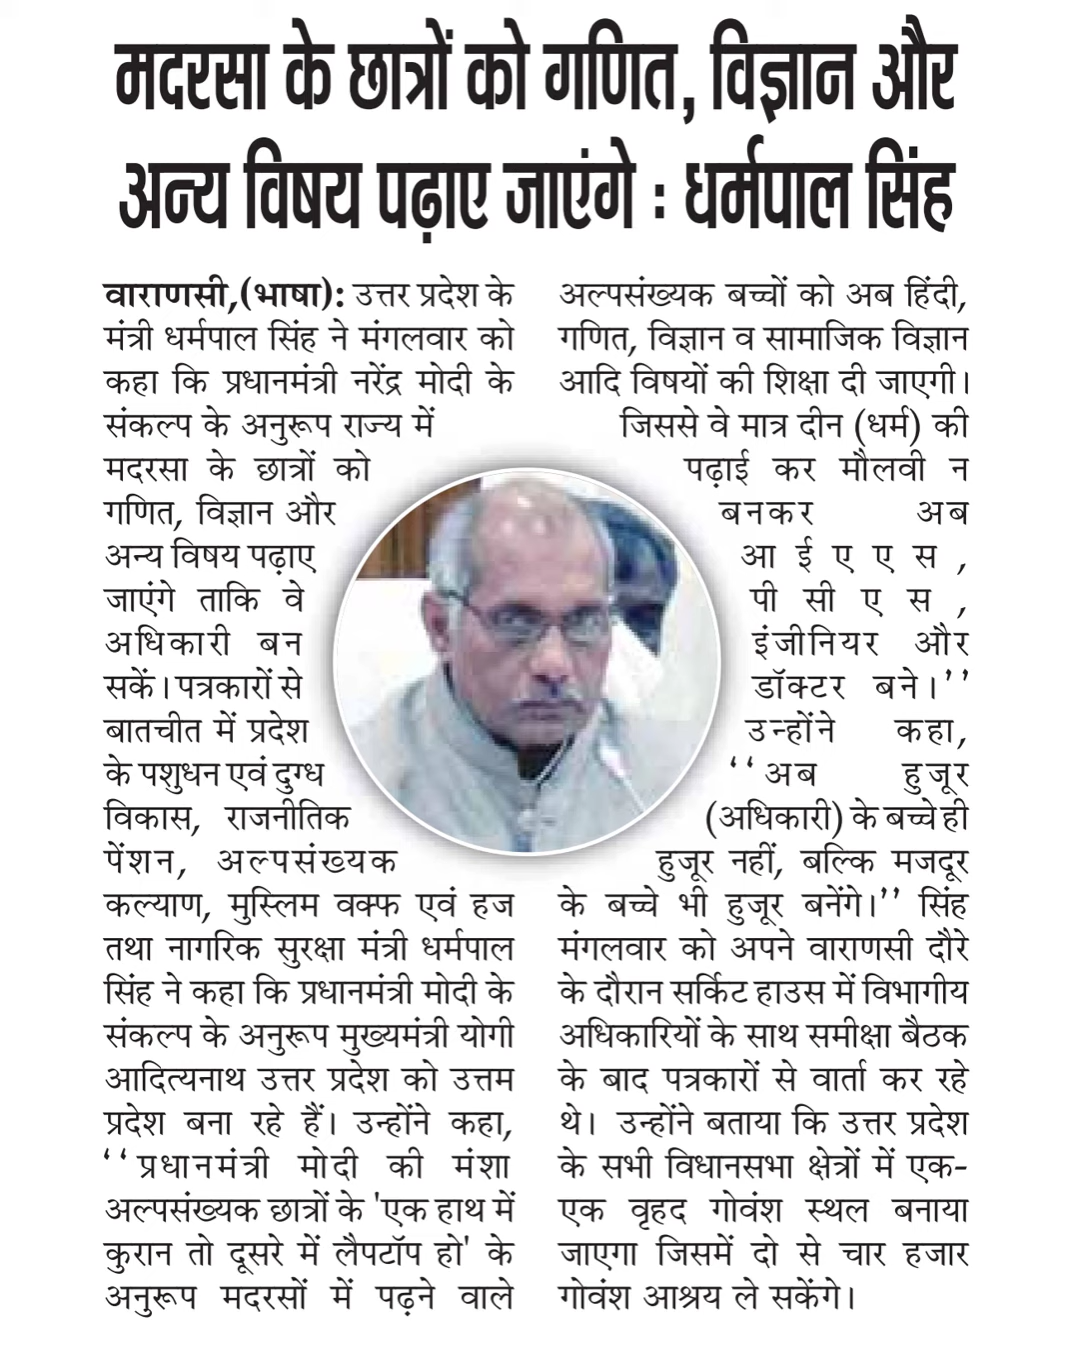 मदरसा के छात्रों को गणित, विज्ञान और
अन्य विषय पढ़ाए जाएंगे : धर्मपाल सिंह
वाराणसी,(भाषा): उत्तर प्रदेश के
मंत्री धर्मपाल सिंह ने मंगलवार को
कहा कि प्रधानमंत्री नरेंद्र मोदी के
संकल्प के अनुरूप राज्य में
मदरसा के छात्रों को
गणित, विज्ञान और
अन्य विषय पढ़ाए
जाएंगे ताकि वे
अधिकारी बन
सकें। पत्रकारों से
बातचीत में प्रदेश
के पशुधन एवं दुग्ध
विकास, राजनीतिक
पेंशन, अल्पसंख्यक
कल्याण, मुस्लिम वक्फ एवं हज
तथा नागरिक सुरक्षा मंत्री धर्मपाल
सिंह ने कहा कि प्रधानमंत्री मोदी के
संकल्प के अनुरूप मुख्यमंत्री योगी
आदित्यनाथ उत्तर प्रदेश को उत्तम
प्रदेश बना रहे हैं। उन्होंने कहा,
‘‘प्रधानमंत्री मोदी की मंशा
अल्पसंख्यक छात्रों के 'एक हाथ में
कुरान तो दूसरे में लैपटॉप हो' के
अनुरूप मदरसों में पढ़ने वाले
अल्पसंख्यक बच्चों को अब हिंदी,
गणित, विज्ञान व सामाजिक विज्ञान
आदि विषयों की शिक्षा दी जाएगी।
जिससे वे मात्र दीन (धर्म) की
पढ़ाई कर मौलवी न
बनकर अब
आईएएस,
पीसीएस,
इंजीनियर और
डॉक्टर बने।’’
उन्होंने कहा,
‘‘अब हुजूर
(अधिकारी) के बच्चे ही
हुजूर नहीं, बल्कि मजदूर
के बच्चे भी हुजूर बनेंगे।’’ सिंह
मंगलवार को अपने वाराणसी दौरे
के दौरान सर्किट हाउस में विभागीय
अधिकारियों के साथ समीक्षा बैठक
के बाद पत्रकारों से वार्ता कर रहे
थे। उन्होंने बताया कि उत्तर प्रदेश
के सभी विधानसभा क्षेत्रों में एक-
एक वृहद गोवंश स्थल बनाया
जाएगा जिसमें दो से चार हजार
गोवंश आश्रय ले सकेंगे।